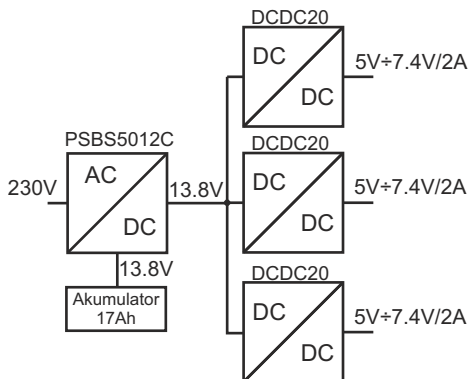 DCDC20
DC
DC
5V÷7.4V/2A
PSBS5012C
230V
AC
DC
13.8V
13.8V
Akumulator
17Ah
DCDC20
DC
DC
5V÷7.4V/2A
DCDC20
DC
DC
5V÷7.4V/2A